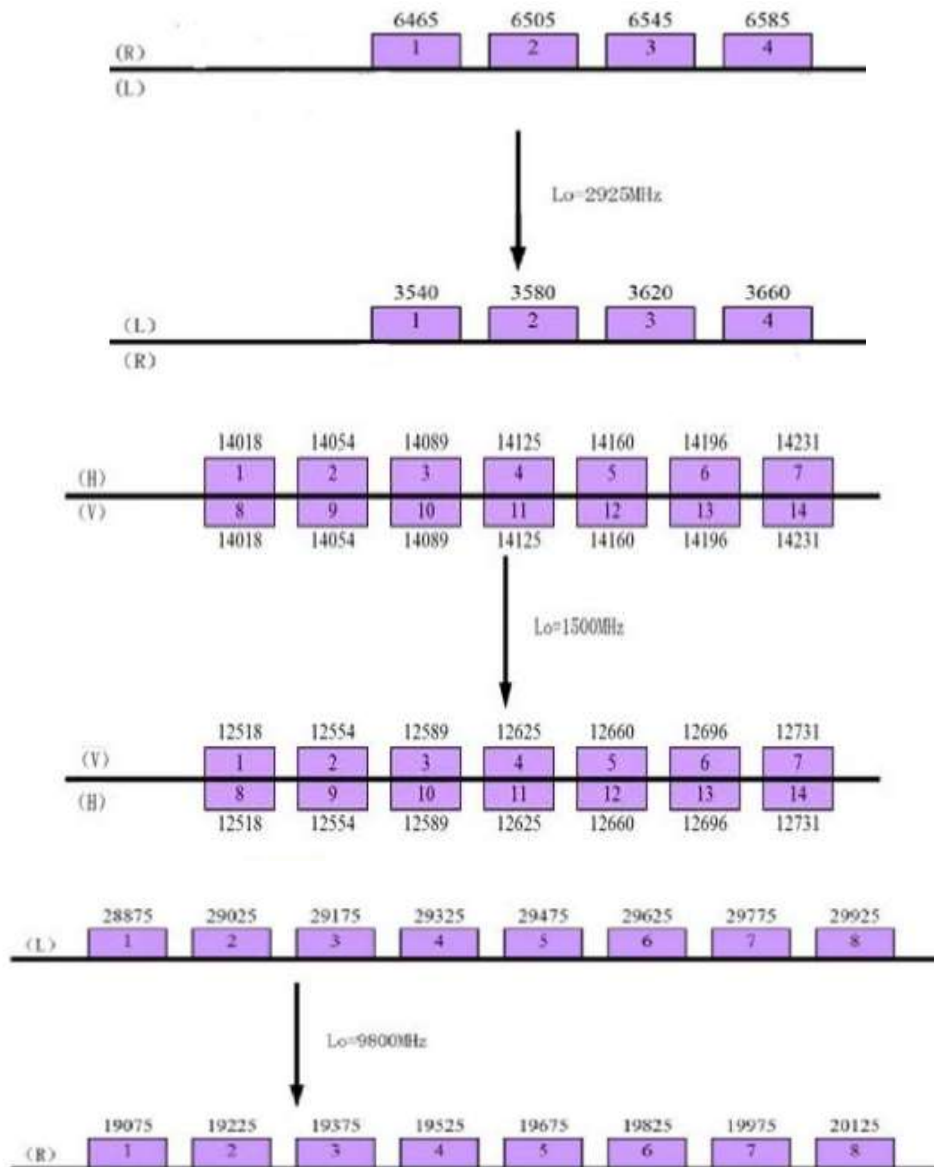 6465 6505 6545 6585
(R) 1 2 3 4
(L)
Lo=2925MHz
3540 3580 3620 3660
(L) 1 2 3 4
(R)
14018 14054 14089 14125 14160 14196 14231
(H) 1 2 3 4 5 6 7
(V) 8 9 10 11 12 13 14
14018 14054 14089 14125 14160 14196 14231
Lo=1500MHz
12518 12554 12589 12625 12660 12696 12731
(V) 1 2 3 4 5 6 7
(H) 8 9 10 11 12 13 14
12518 12554 12589 12625 12660 12696 12731
28875 29025 29175 29325 29475 29625 29775 29925
(L) 1 2 3 4 5 6 7 8
Lo=9800MHz
19075 19225 19375 19525 19675 19825 19975 20125
(R) 1 2 3 4 5 6 7 8